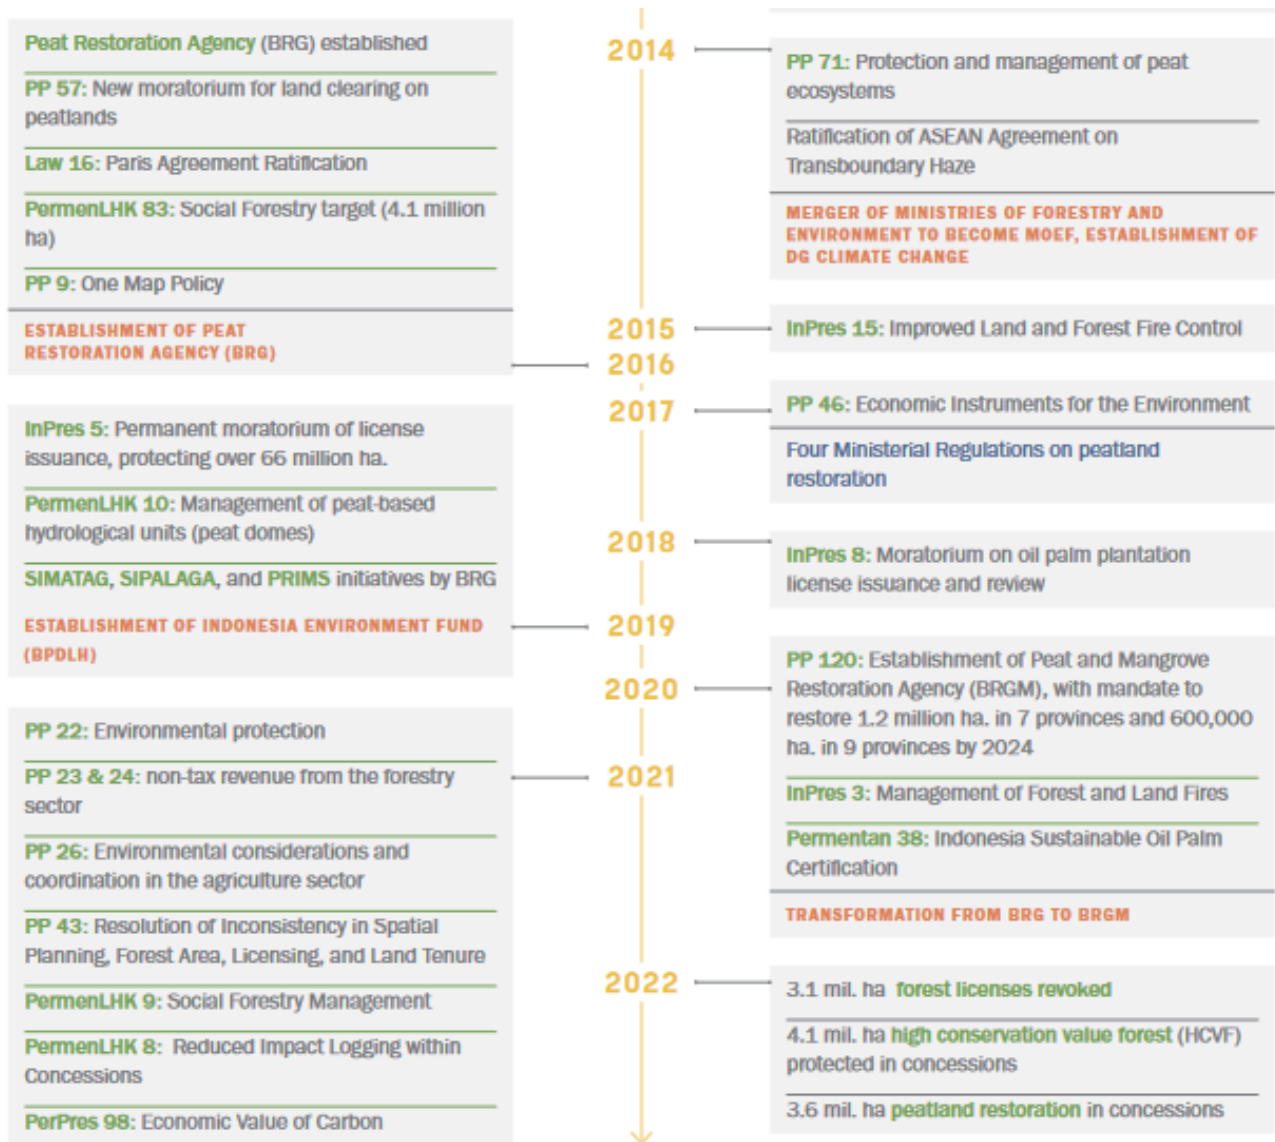 Peat Restoration Agency (BRG) established
PP 57: New moratorium for land clearing on
peatlands
Law 16: Paris Agreement Ratification
PermenLHK 83: Social Forestry target (4.1 million
ha)
PP 9: One Map Policy
ESTABLISHMENT OF PEAT
RESTORATION AGENCY (BRG)
InPres 5: Permanent moratorium of license
issuance, protecting over 66 million ha.
PermenLHK 10: Management of peat-based
hydrological units (peat domes)
SIMATAG, SIPALAGA, and PRIMS initiatives by BRG
ESTABLISHMENT OF INDONESIA ENVIRONMENT FUND
(BPDLH)
PP 22: Environmental protection
PP 23 & 24: non-tax revenue from the forestry
sector
PP 26: Environmental considerations and
coordination in the agriculture sector
PP 43: Resolution of Inconsistency in Spatial
Planning, Forest Area, Licensing, and Land Tenure
PermenLHK 9: Social Forestry Management
PermenLHK 8: Reduced Impact Logging within
Concessions
PerPres 98: Economic Value of Carbon
2014
2015
2016
2017
2018
2019
2020
2021
2022
PP 71: Protection and management of peat
ecosystems
Ratification of ASEAN Agreement on
Transboundary Haze
MERGER OF MINISTRIES OF FORESTRY AND
ENVIRONMENT TO BECOME MOEF, ESTABLISHMENT OF
DG CLIMATE CHANGE
InPres 15: Improved Land and Forest Fire Control
PP 46: Economic Instruments for the Environment
Four Ministerial Regulations on peatland
restoration
InPres 8: Moratorium on oil palm plantation
license issuance and review
PP 120: Establishment of Peat and Mangrove
Restoration Agency (BRGM), with mandate to
restore 1.2 million ha. in 7 provinces and 600,000
ha. in 9 provinces by 2024
InPres 3: Management of Forest and Land Fires
Permentan 38: Indonesia Sustainable Oil Palm
Certification
TRANSFORMATION FROM BRG TO BRGM
3.1 mil. ha forest licenses revoked
4.1 mil. ha high conservation value forest (HCVF)
protected in concessions
3.6 mil. ha peatland restoration in concessions